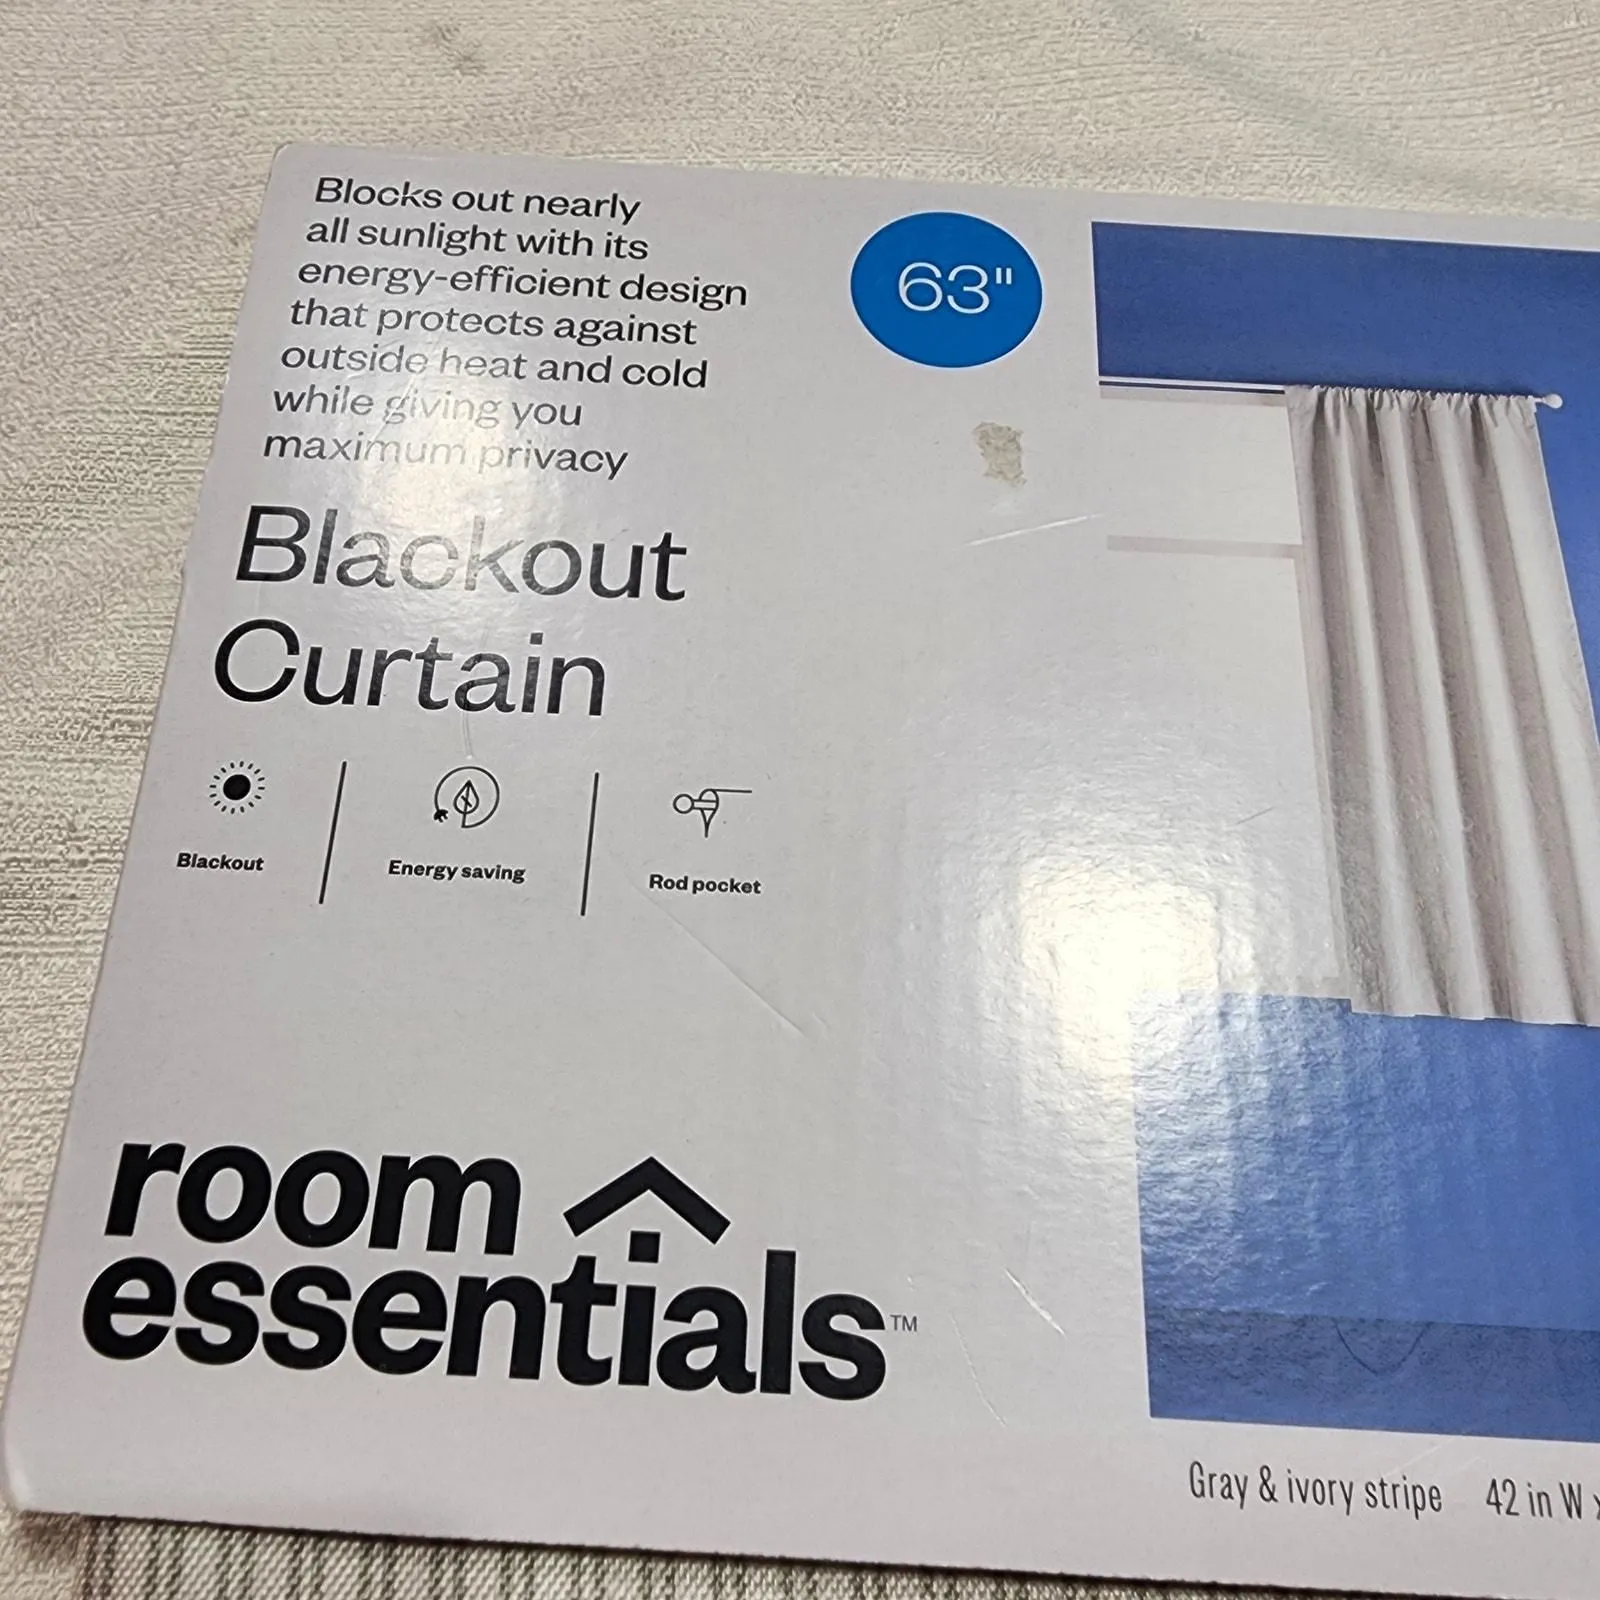 Blocks out nearly
all sunlight with its
energy-efficient design
that protects against
outside heat and cold
while giving you
maximum privacy
63"
Blackout
Curtain
Blackout
Energy saving
Rod pocket
room
essentials™
Gray & ivory stripe 42 in W x